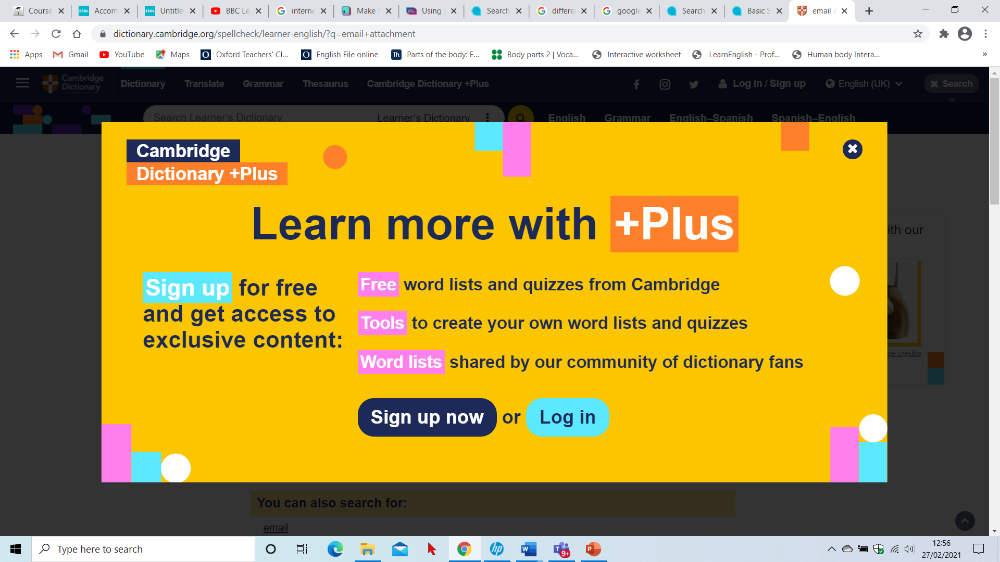 Course
Accom
Untitle
BBC Le
interne
Make
Using s
Search
differe
google
Search
Basic S
email a
dictionary.cambridge.org/spellcheck/learner-english/?q=email+attachment
Apps
Gmail
YouTube
Maps
Oxford Teachers' Cl...
English File online
Parts of the body: E...
Body parts 2 | Voca...
Interactive worksheet
LearnEnglish - Prof...
Human body Intera...
»
Cambridge
Dictionary
Dictionary
Translate
Grammar
Thesaurus
Cambridge Dictionary +Plus
Log in / Sign up
English (UK)
Search
Search Learner's Dictionary
Learner's Dictionary
English
Grammar
English–Spanish
Spanish–English
Cambridge
Dictionary +Plus
Learn more with +Plus
Sign up for free
and get access to
exclusive content:
Free word lists and quizzes from Cambridge
Tools to create your own word lists and quizzes
Word lists shared by our community of dictionary fans
Sign up now or Log in
ith our
ge credits
You can also search for:
email
Type here to search
9+
12:56
27/02/2021